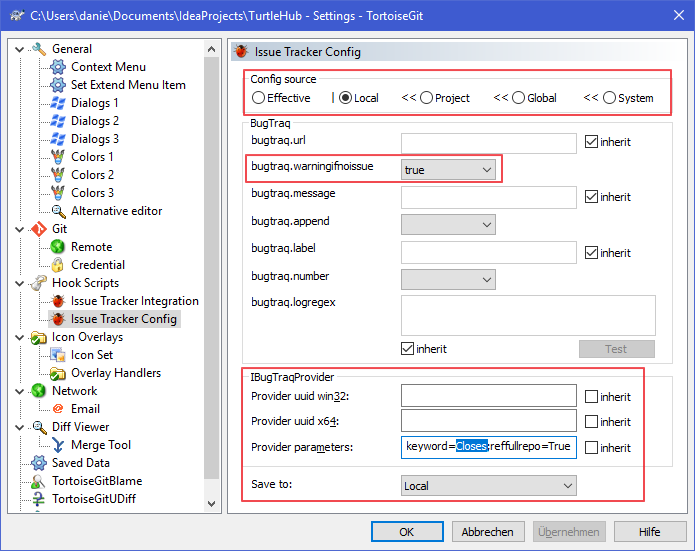 C:\Users\danie\Documents\IdeaProjects\TurtleHub - Settings - TortoiseGit
General
Context Menu
Set Extend Menu Item
Dialogs 1
Dialogs 2
Dialogs 3
Colors 1
Colors 2
Colors 3
Alternative editor
Git
Remote
Credential
Hook Scripts
Issue Tracker Integration
Issue Tracker Config
Icon Overlays
Icon Set
Overlay Handlers
Network
Email
Diff Viewer
Merge Tool
Saved Data
TortoiseGitBlame
TortoiseGitUDiff
Issue Tracker Config
Config source
Effective | Local << Project << Global << System
BugTraq
bugtraq.url inherit
bugtraq.warningifnoissue true
bugtraq.message inherit
bugtraq.append
bugtraq.label inherit
bugtraq.number
bugtraq.logregex
inherit Test
IBugTraqProvider
Provider uuid win32: inherit
Provider uuid x64: inherit
Provider parameters: keyword=Closes;reffullrepo=True inherit
Save to: Local
OK Abbrechen Übernehmen Hilfe